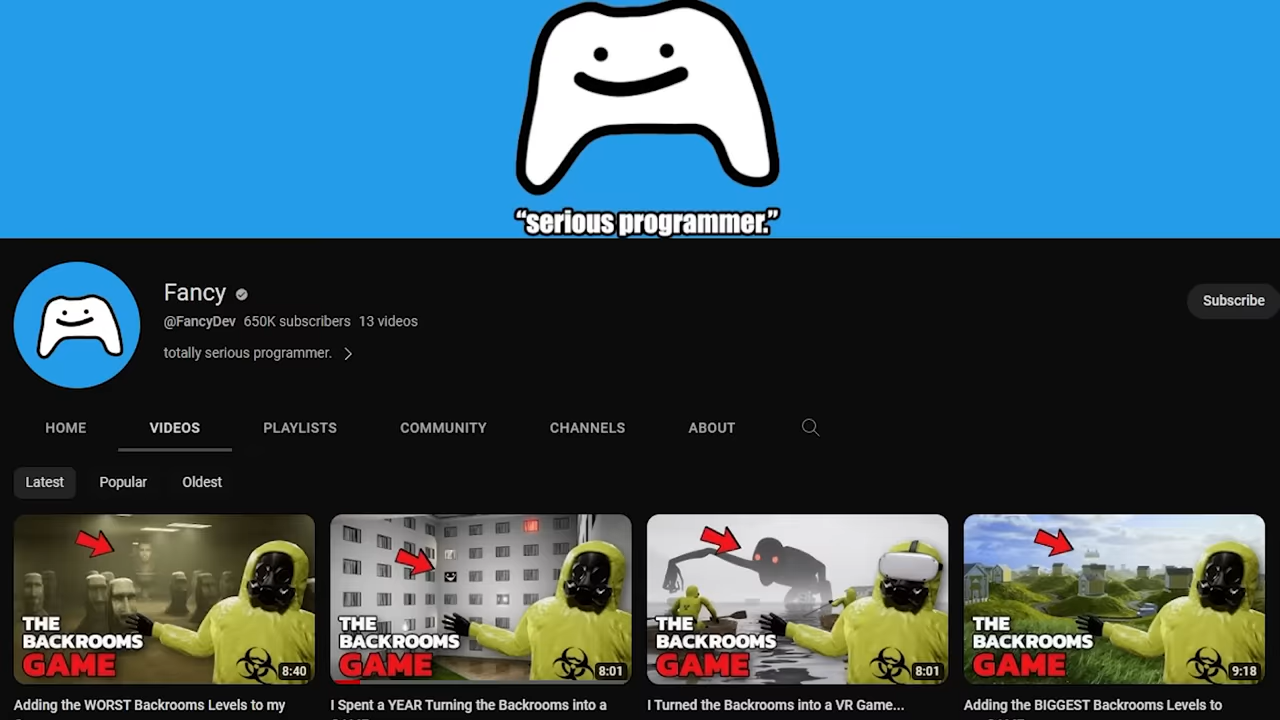 “serious programmer.”
Fancy
@FancyDev 650K subscribers 13 videos
totally serious programmer.
Subscribe
HOME VIDEOS PLAYLISTS COMMUNITY CHANNELS ABOUT
Latest Popular Oldest
THE
BACKROOMS
GAME
8:40
THE
BACKROOMS
GAME
8:01
THE
BACKROOMS
GAME
8:01
THE
BACKROOMS
GAME
9:18
Adding the WORST Backrooms Levels to my
I Spent a YEAR Turning the Backrooms into a
I Turned the Backrooms into a VR Game...
Adding the BIGGEST Backrooms Levels to